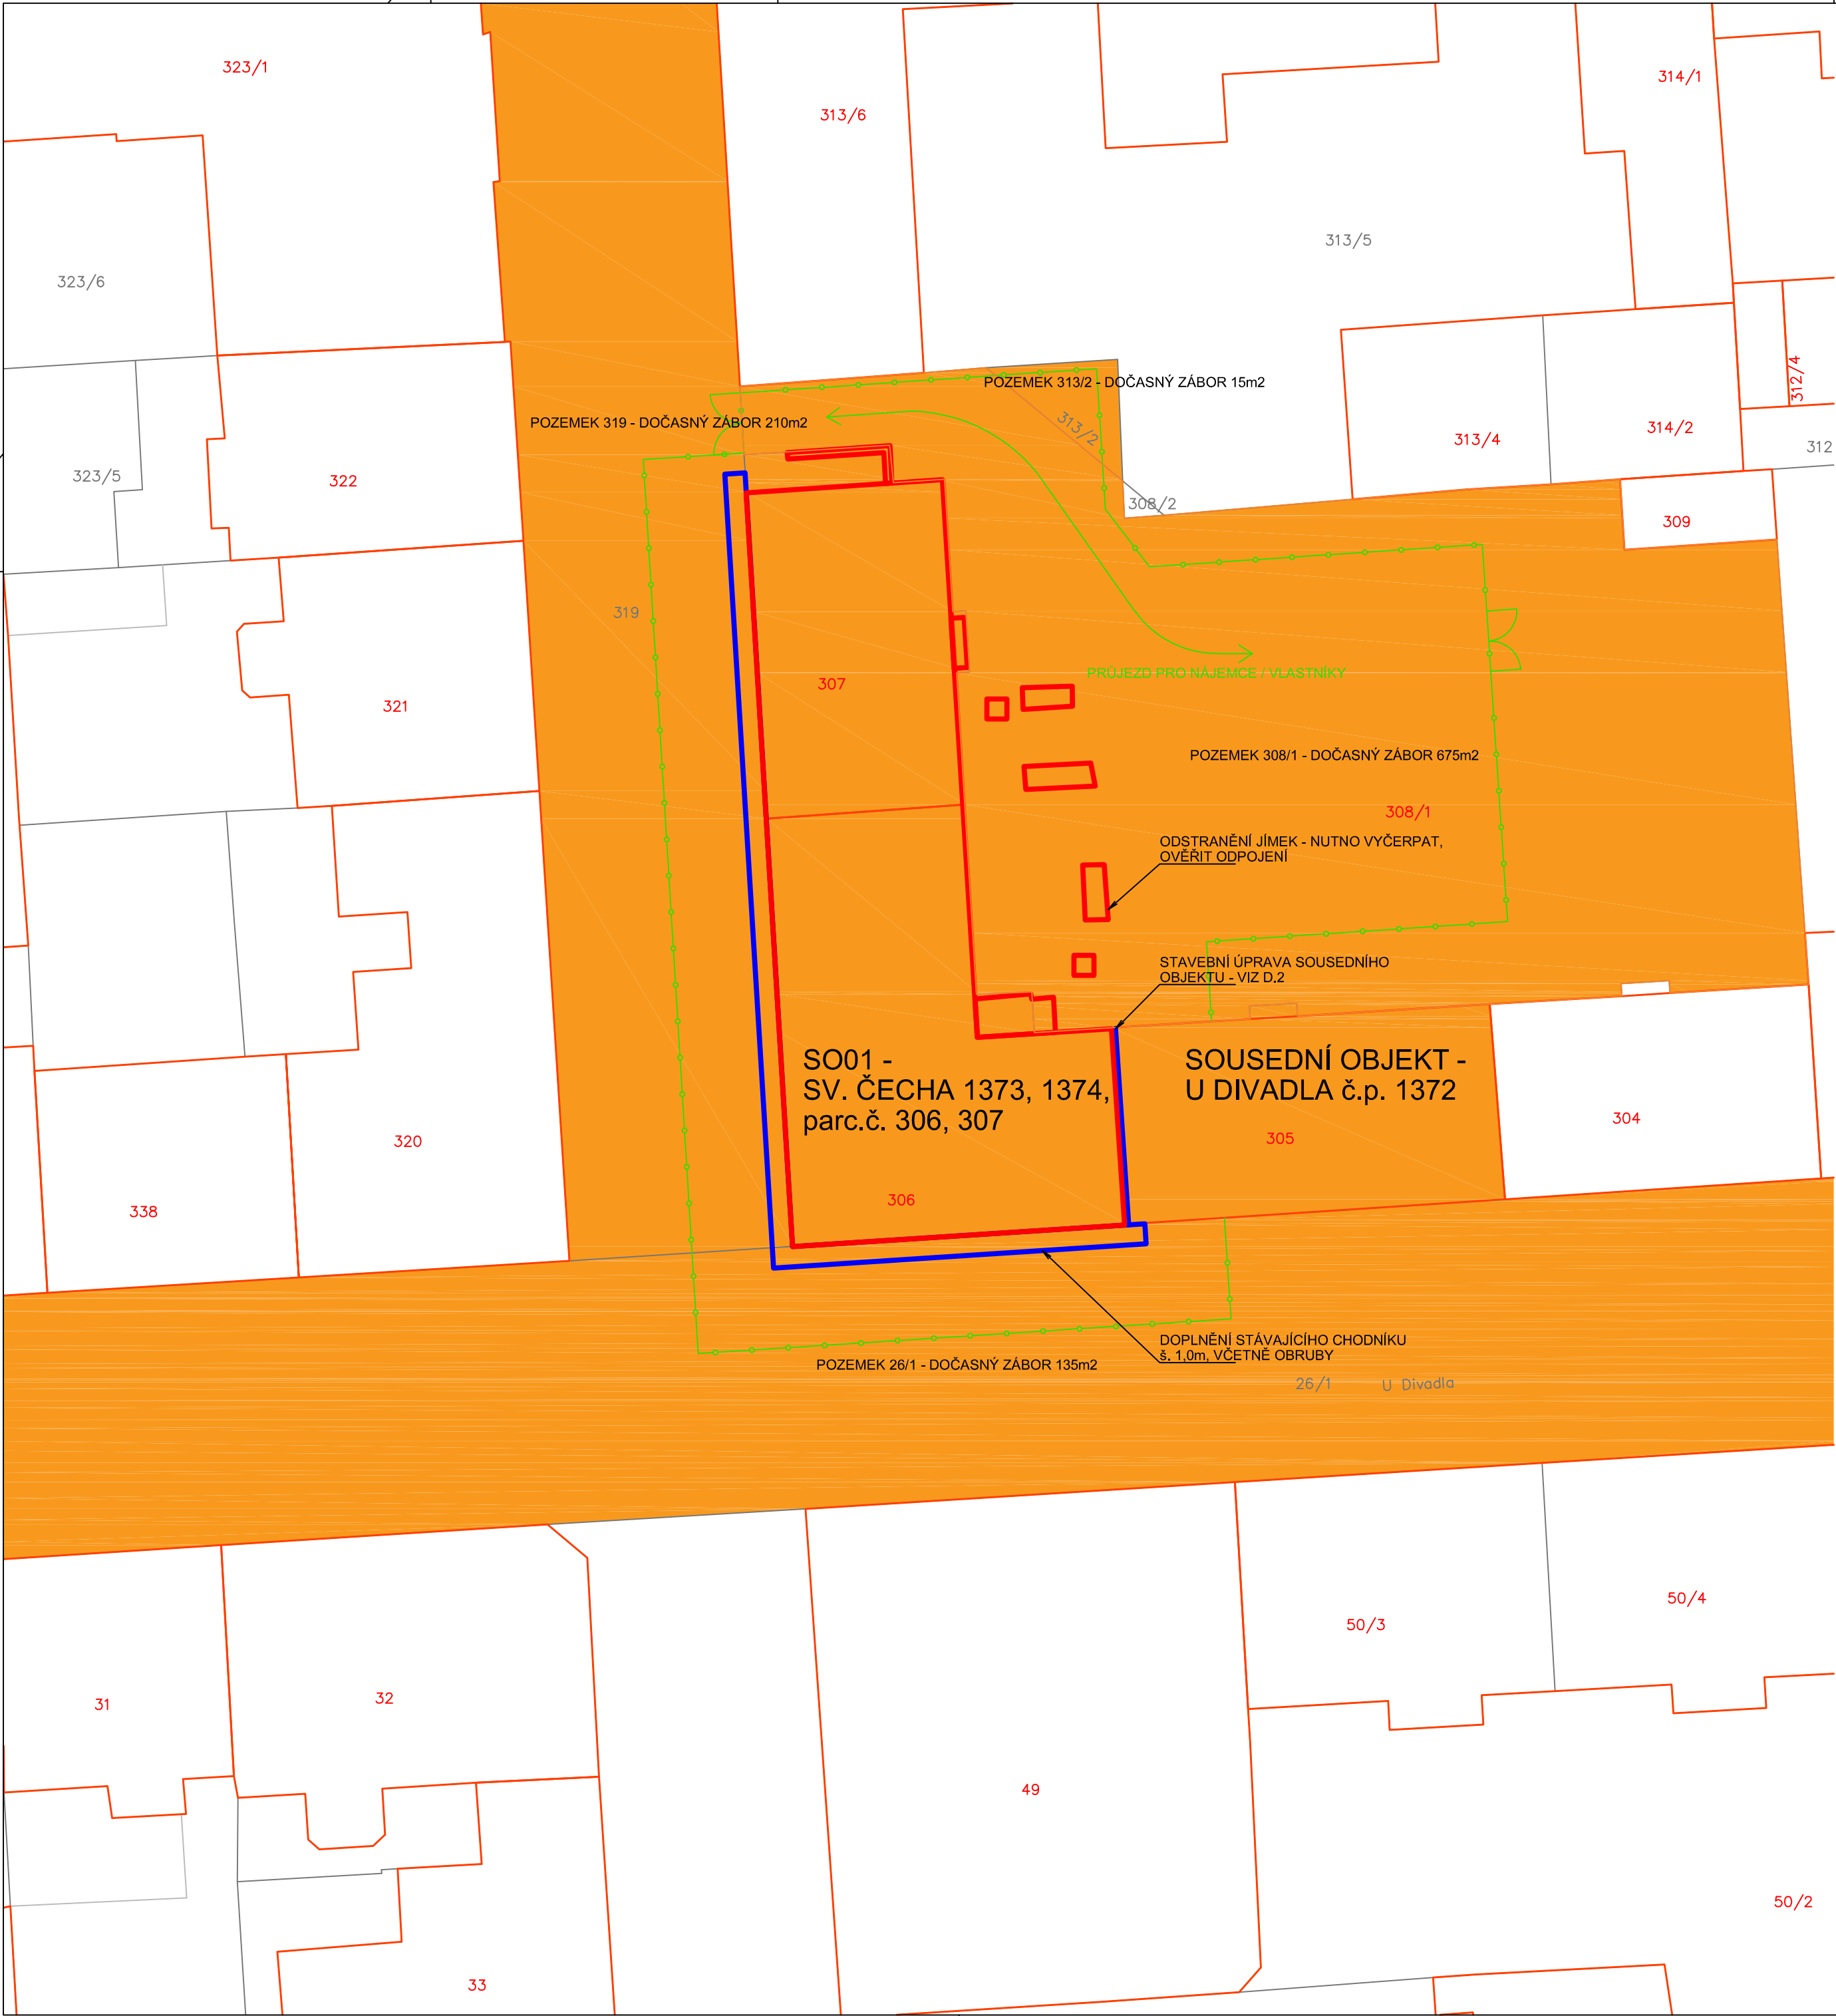 323/1
314/1
313/6
313/5
323/6
312/4
POZEMEK 313/2 - DOČASNÝ ZÁBOR 15m2
POZEMEK 319 - DOČASNÝ ZÁBOR 210m2
313/2
314/2
313/4
312
323/5
322
308/2
309
319
PRŮJEZD PRO NÁJEMCE / VLASTNÍKY
307
321
POZEMEK 308/1 - DOČASNÝ ZÁBOR 675m2
308/1
ODSTRANĚNÍ JÍMEK - NUTNO VYČERPAT,
OVĚŘIT ODPOJENÍ
STAVEBNÍ ÚPRAVA SOUSEDNÍHO
OBJEKTU - VIZ D.2
SO01 -
SV. ČECHA 1373, 1374,
parc.č. 306, 307
SOUSEDNÍ OBJEKT -
U DIVADLA č.p. 1372
304
305
320
306
338
DOPLNĚNÍ STÁVAJÍCÍHO CHODNÍKU
š. 1,0m, VČETNĚ OBRUBY
POZEMEK 26/1 - DOČASNÝ ZÁBOR 135m2
26/1
U Divadla
50/4
50/3
31
32
49
50/2
33